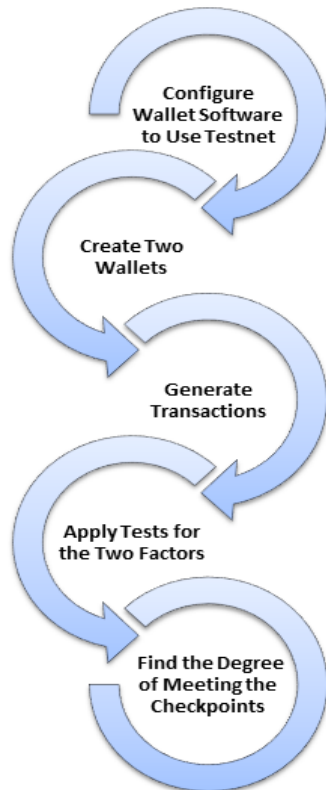 Configure
Wallet Software
to Use Testnet
Create Two
Wallets
Generate
Transactions
Apply Tests for
the Two Factors
Find the Degree
of Meeting the
Checkpoints